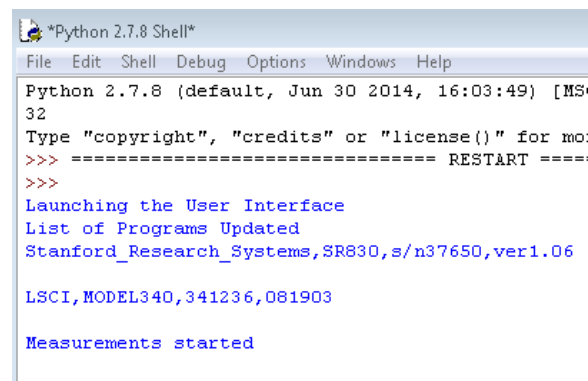 *Python 2.7.8 Shell*
File Edit Shell Debug Options Windows Help
Python 2.7.8 (default, Jun 30 2014, 16:03:49) [MSC
32
Type "copyright", "credits" or "license()" for
>>> ================================ RESTART =====
>>>
Launching the User Interface
List of Programs Updated
Stanford_Research_Systems,SR830,s/n37650,ver1.06
LSCI,MODEL340,341236,081903
Measurements started